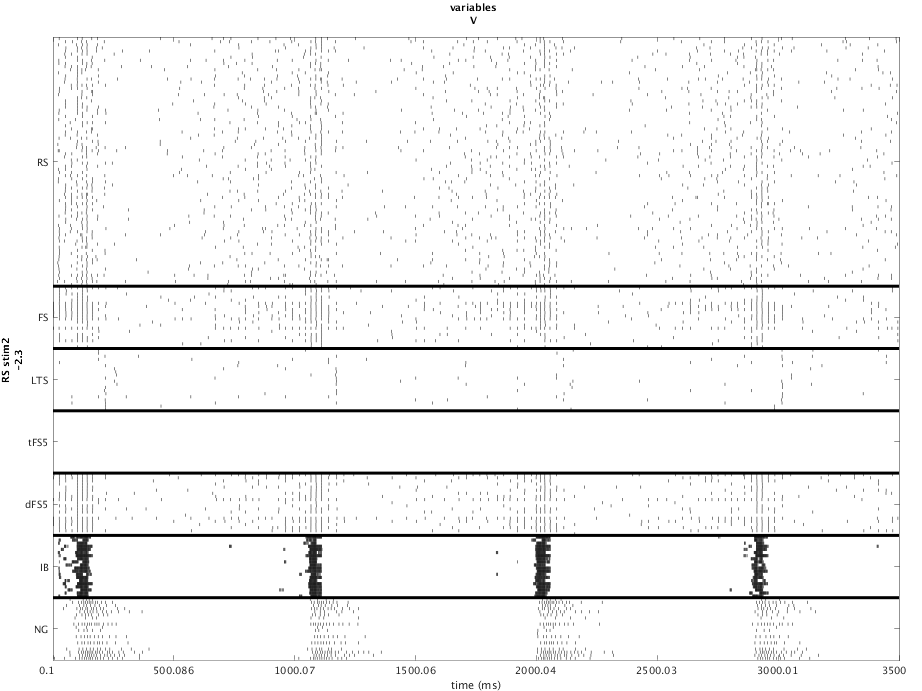 variables
V
RS
FS
LTS
tFS5
dFS5
IB
NG
RS stim2
-2.3
0.1 500.086 1000.07 1500.06 2000.04 2500.03 3000.01 3500
time (ms)